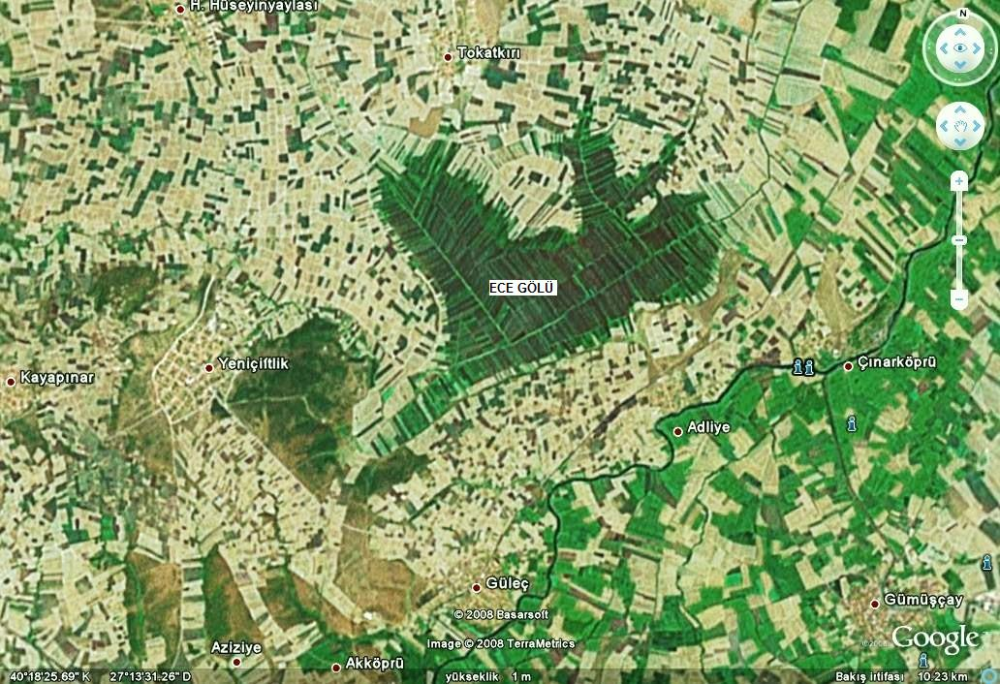 H. Hüseyinyaylası
N
Tokatkırı
ECE GÖLÜ
Yeniçiftlik
Kayapınar
Çınarköprü
Adliye
Güleç
Gümüşçay
© 2008 Basarsoft
Image © 2008 TerraMetrics
©2008 Google
Aziziye
Akköprü
40°18'25.69" K 27°13'31.26" D yükseklik 1 m Bakış irtifası 10.23 km